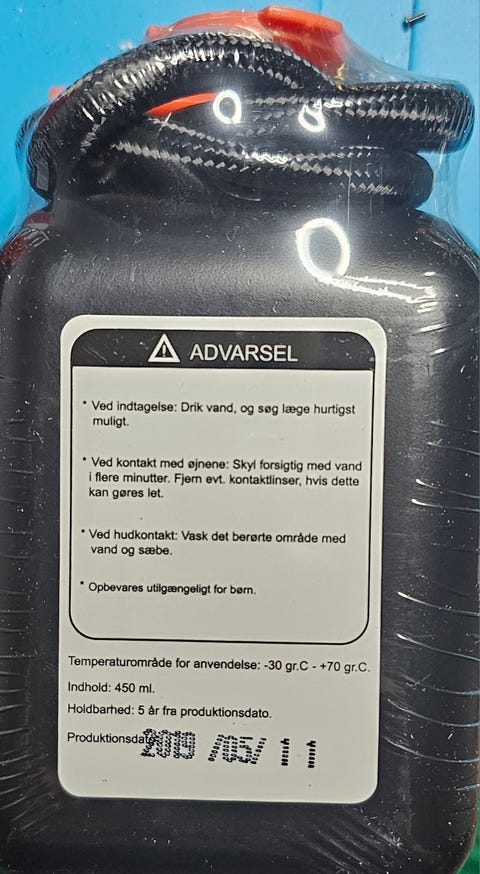 ADVARSEL
* Ved indtagelse: Drik vand, og søg læge hurtigst
muligt.
* Ved kontakt med øjnene: Skyl forsigtig med vand
i flere minutter. Fjern evt. kontaktlinser, hvis dette
kan gøres let.
* Ved hudkontakt: Vask det berørte område med
vand og sæbe.
* Opbevares utilgængeligt for børn.
Temperaturområde for anvendelse: -30 gr.C - +70 gr.C.
Indhold: 450 ml.
Holdbarhed: 5 år fra produktionsdato.
Produktionsdato 2019 /05/ 11